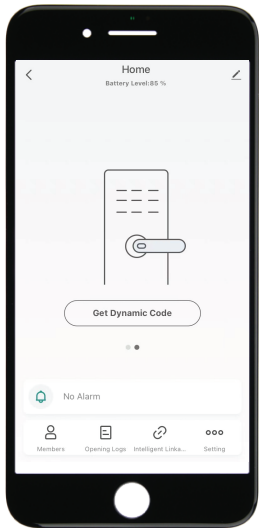 Home
Battery Level:85 %
Get Dynamic Code
No Alarm
Members
Opening Logs
Intelligent Linka...
Setting